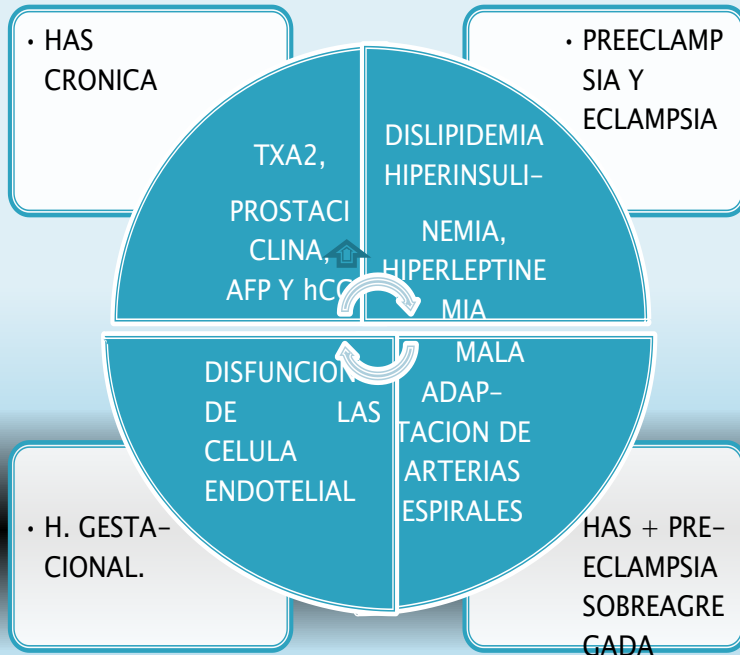 · HAS
CRONICA
· PREECLAMP
SIA Y
ECLAMPSIA
TXA2,
PROSTACI
CLINA,
AFP Y hCG
DISLIPIDEMIA
HIPERINSULI-
NEMIA,
HIPERLEPTINE
MIA
DISFUNCION
DE LAS
CELULA
ENDOTELIAL
MALA
ADAP-
TACION DE
ARTERIAS
ESPIRALES
· H. GESTA-
CIONAL.
HAS + PRE-
ECLAMPSIA
SOBREAGRE
GADA